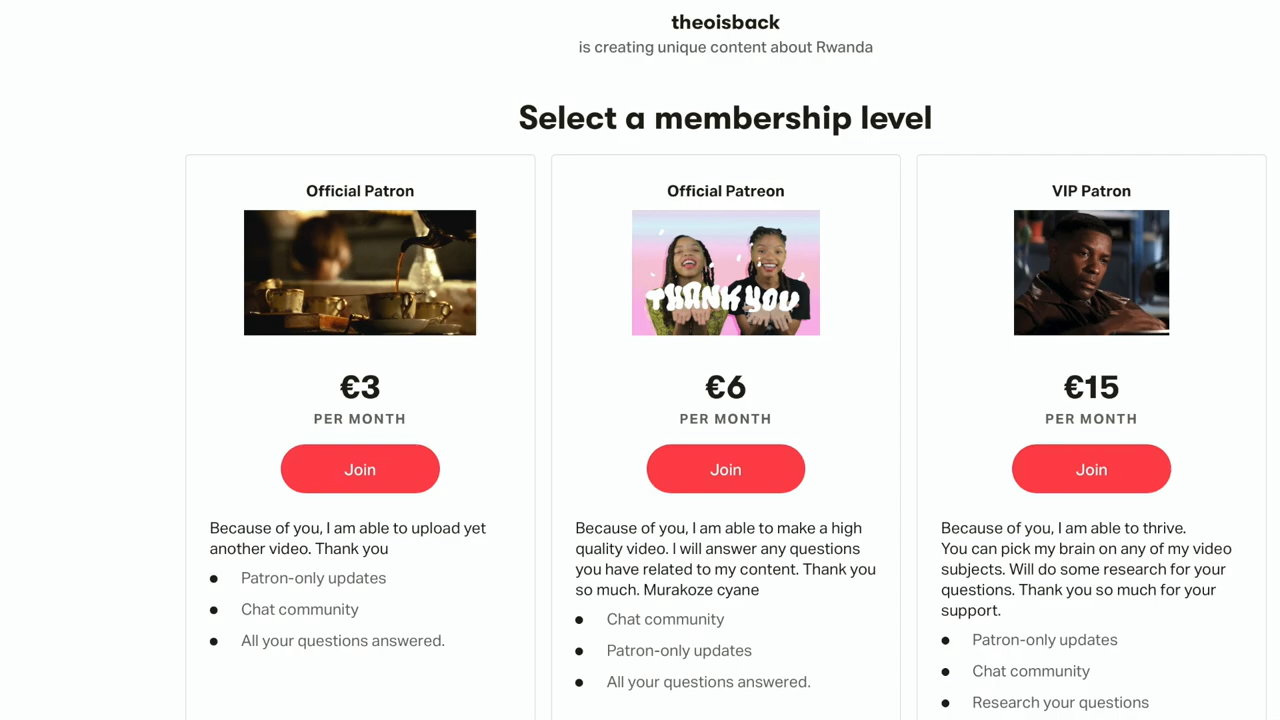 theoisback
is creating unique content about Rwanda
Select a membership level
Official Patron
€3
PER MONTH
Join
Because of you, I am able to upload yet
another video. Thank you
Patron-only updates
Chat community
All your questions answered.
Official Patreon
THANK YOU
€6
PER MONTH
Join
Because of you, I am able to make a high
quality video. I will answer any questions
you have related to my content. Thank you
so much. Murakoze cyane
Chat community
Patron-only updates
All your questions answered.
VIP Patron
€15
PER MONTH
Join
Because of you, I am able to thrive.
You can pick my brain on any of my video
subjects. Will do some research for your
questions. Thank you so much for your
support.
Patron-only updates
Chat community
Research your questions